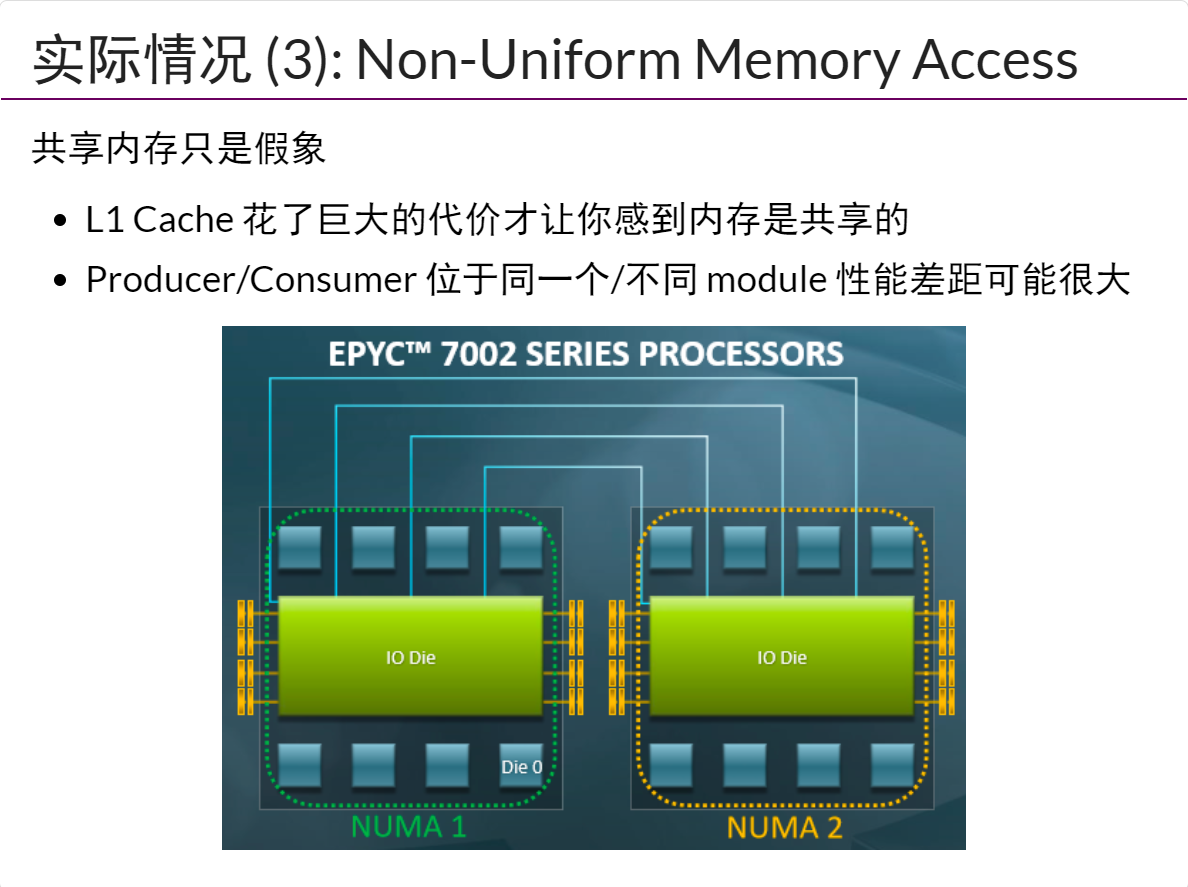 实际情况 (3): Non-Uniform Memory Access
共享内存只是假象
• L1 Cache 花了巨大的代价才让你感到内存是共享的
• Producer/Consumer 位于同一个/不同 module 性能差距可能很大
EPYC™ 7002 SERIES PROCESSORS
IO Die
IO Die
Die 0
NUMA 1
NUMA 2